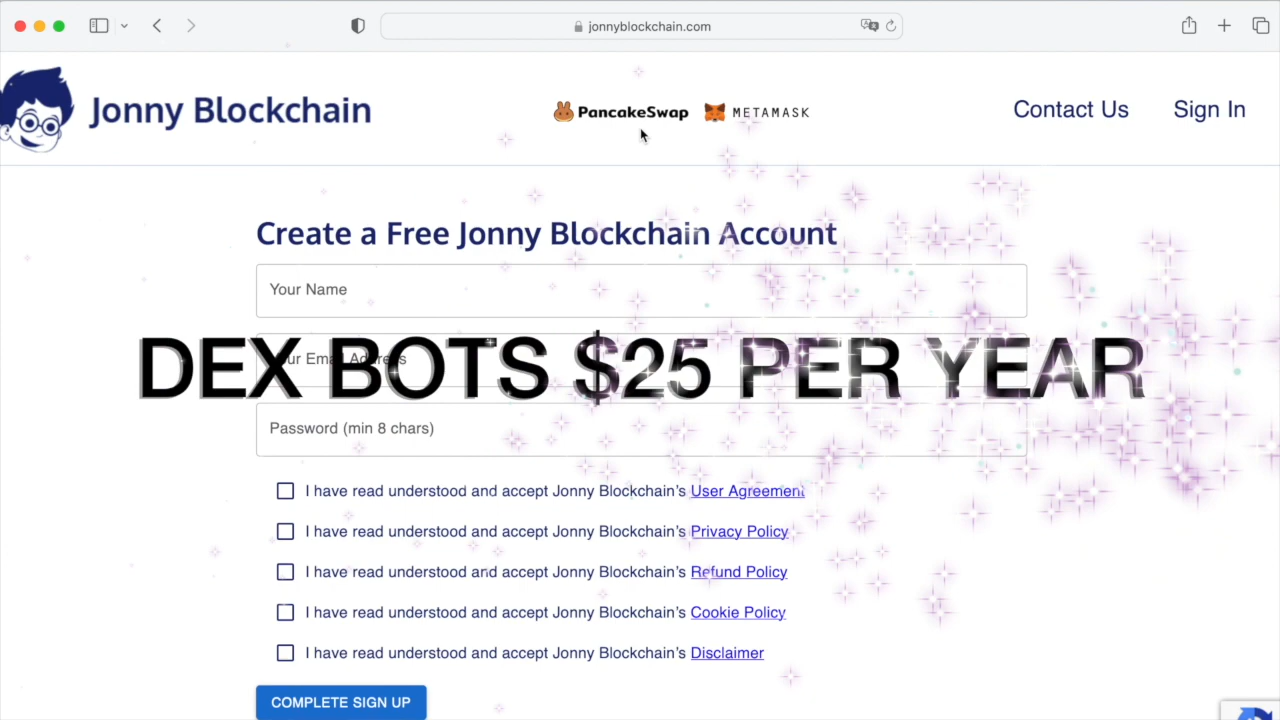 jonnyblockchain.com
Jonny Blockchain
PancakeSwap
METAMASK
Contact Us
Sign In
Create a Free Jonny Blockchain Account
Your Name
Your Email Address
DEX BOTS $25 PER YEAR
Password (min 8 chars)
I have read understood and accept Jonny Blockchain's User Agreement
I have read understood and accept Jonny Blockchain's Privacy Policy
I have read understood and accept Jonny Blockchain's Refund Policy
I have read understood and accept Jonny Blockchain's Cookie Policy
I have read understood and accept Jonny Blockchain's Disclaimer
COMPLETE SIGN UP